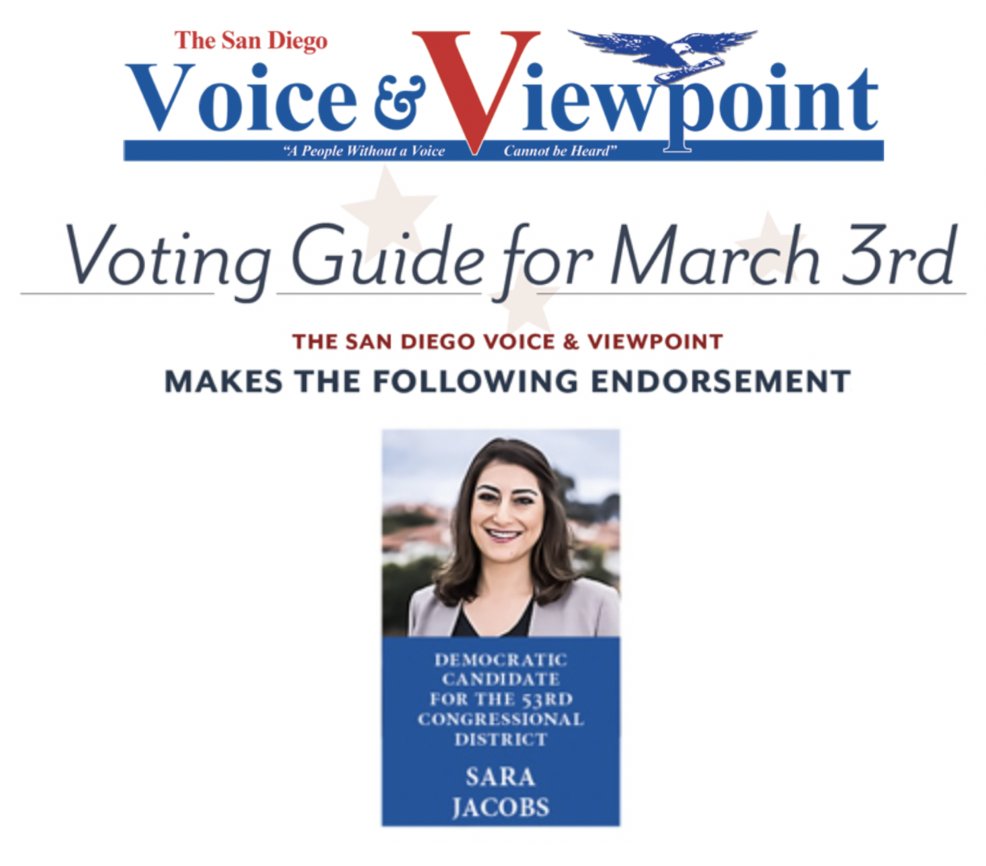 The San Diego
Voice & Viewpoint
“A People Without a Voice Cannot be Heard”
Voting Guide for March 3rd
THE SAN DIEGO VOICE & VIEWPOINT
MAKES THE FOLLOWING ENDORSEMENT
DEMOCRATIC
CANDIDATE
FOR THE 53RD
CONGRESSIONAL
DISTRICT
SARA
JACOBS